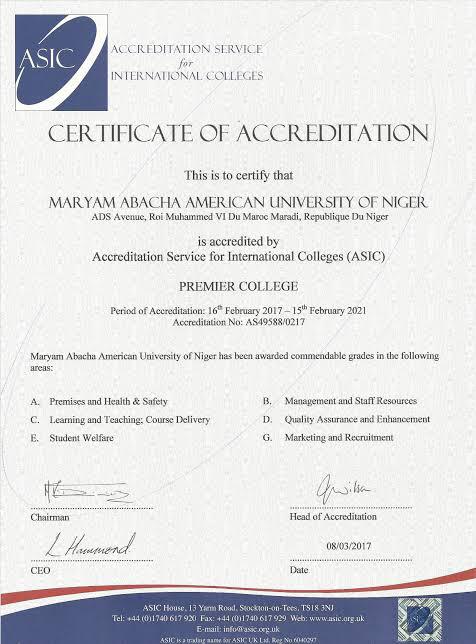 ASIC
ACCREDITATION SERVICE
for
INTERNATIONAL COLLEGES
CERTIFICATE OF ACCREDITATION
This is to certify that
MARYAM ABACHA AMERICAN UNIVERSITY OF NIGER
ADS Avenue, Roi Muhammed VI Du Maroc Maradi, Republique Du Niger
is accredited by
Accreditation Service for International Colleges (ASIC)
PREMIER COLLEGE
Period of Accreditation: 16th February 2017 – 15th February 2021
Accreditation No: AS49588/0217
Maryam Abacha American University of Niger has been awarded commendable grades in the following
areas:
A. Premises and Health & Safety
B. Management and Staff Resources
C. Learning and Teaching; Course Delivery
D. Quality Assurance and Enhancement
E. Student Welfare
G. Marketing and Recruitment
Chairman
Head of Accreditation
L Hammond
08/03/2017
CEO
Date
ASIC House, 13 Yarm Road, Stockton-on-Tees, TS18 3NJ
Tel: +44 (0)1740 617 920 Fax: +44 (0)1740 617 929 Web: www.asic.org.uk
E-mail: info@asic.org.uk
ASIC is a trading name for ASIC UK Ltd. Reg No 6040297